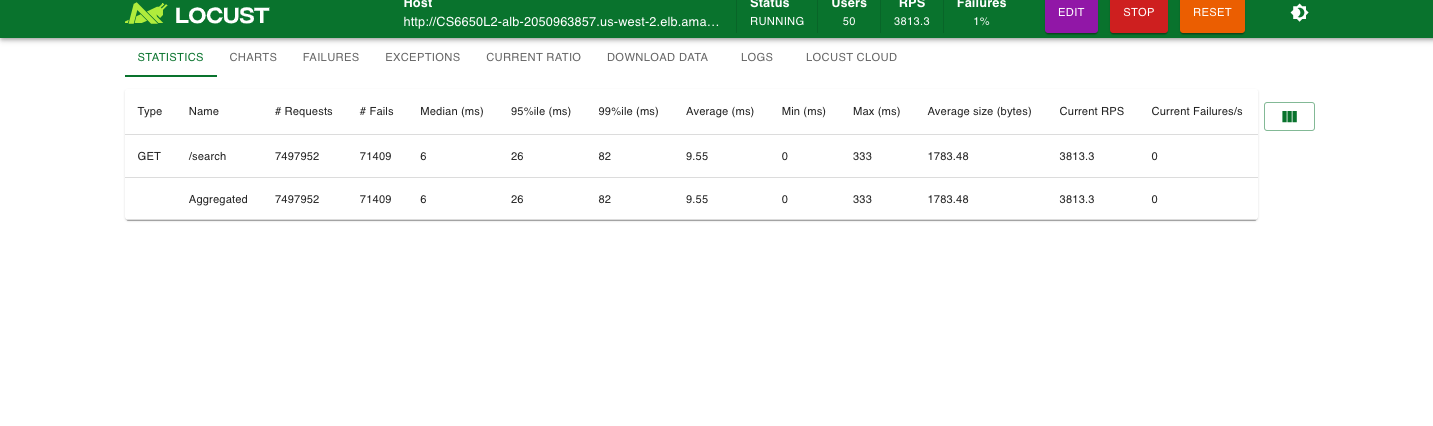 LOCUST
Host
http://CS6650L2-alb-2050963857.us-west-2.elb.ama…
Status
RUNNING
Users
50
RPS
3813.3
Failures
1%
EDIT
STOP
RESET
STATISTICS CHARTS FAILURES EXCEPTIONS CURRENT RATIO DOWNLOAD DATA LOGS LOCUST CLOUD
Type Name # Requests # Fails Median (ms) 95%ile (ms) 99%ile (ms) Average (ms) Min (ms) Max (ms) Average size (bytes) Current RPS Current Failures/s
GET /search 7497952 71409 6 26 82 9.55 0 333 1783.48 3813.3 0
Aggregated 7497952 71409 6 26 82 9.55 0 333 1783.48 3813.3 0